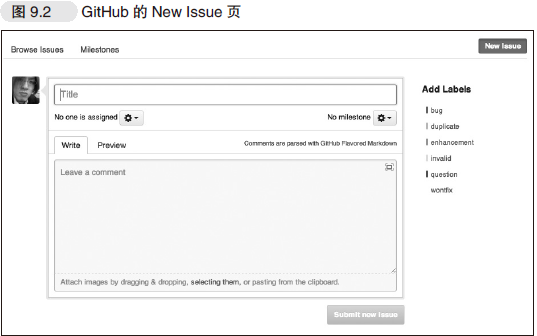 图 9.2 GitHub 的 New Issue 页
Browse Issues Milestones New Issue
Title
No one is assigned No milestone
Write Preview Comments are parsed with GitHub Flavored Markdown
Leave a comment
Attach images by dragging & dropping, selecting them, or pasting from the clipboard.
Submit new issue
Add Labels
bug
duplicate
enhancement
invalid
question
wontfix